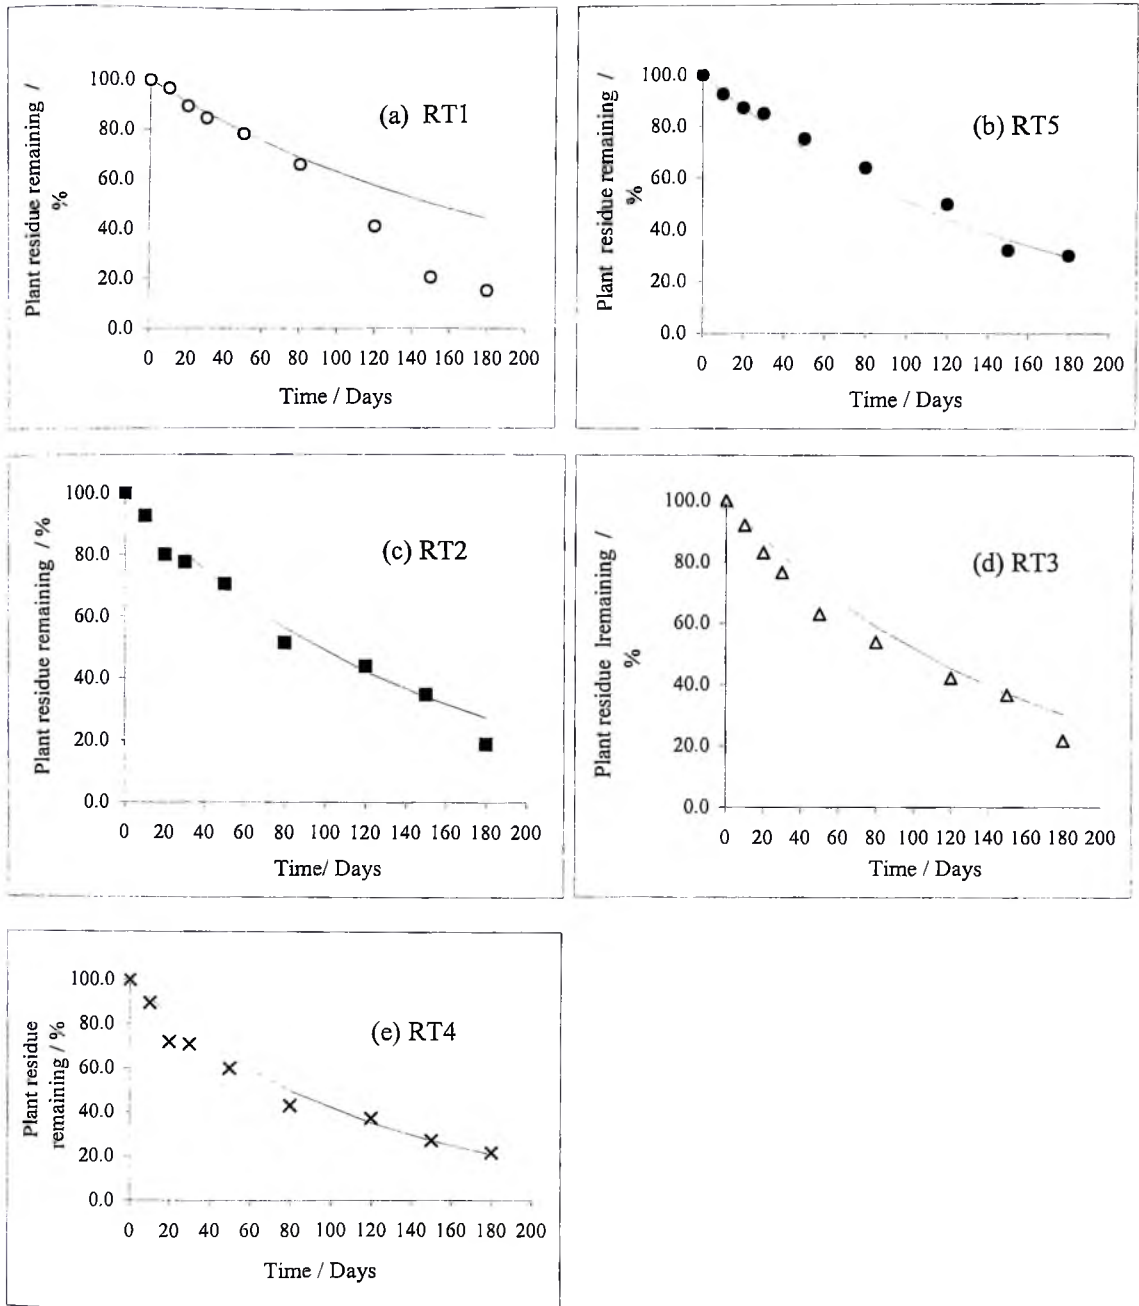 Plant residue remaining /
%
100.0
80.0
60.0
40.0
20.0
0.0
(a) RT1
0 20 40 60 80 100 120 140 160 180 200
Time / Days
Plant residue remaining /
%
100.0
80.0
60.0
40.0
20.0
0.0
(b) RT5
0 20 40 60 80 100 120 140 160 180 200
Time / Days
Plant residue remaining / %
100.0
80.0
60.0
40.0
20.0
0.0
(c) RT2
0 20 40 60 80 100 120 140 160 180 200
Time/ Days
Plant residue lremaining /
%
100.0
80.0
60.0
40.0
20.0
0.0
(d) RT3
0 20 40 60 80 100 120 140 160 180 200
Time / Days
Plant residue
remaining / %
100.0
80.0
60.0
40.0
20.0
0.0
(e) RT4
0 20 40 60 80 100 120 140 160 180 200
Time / Days